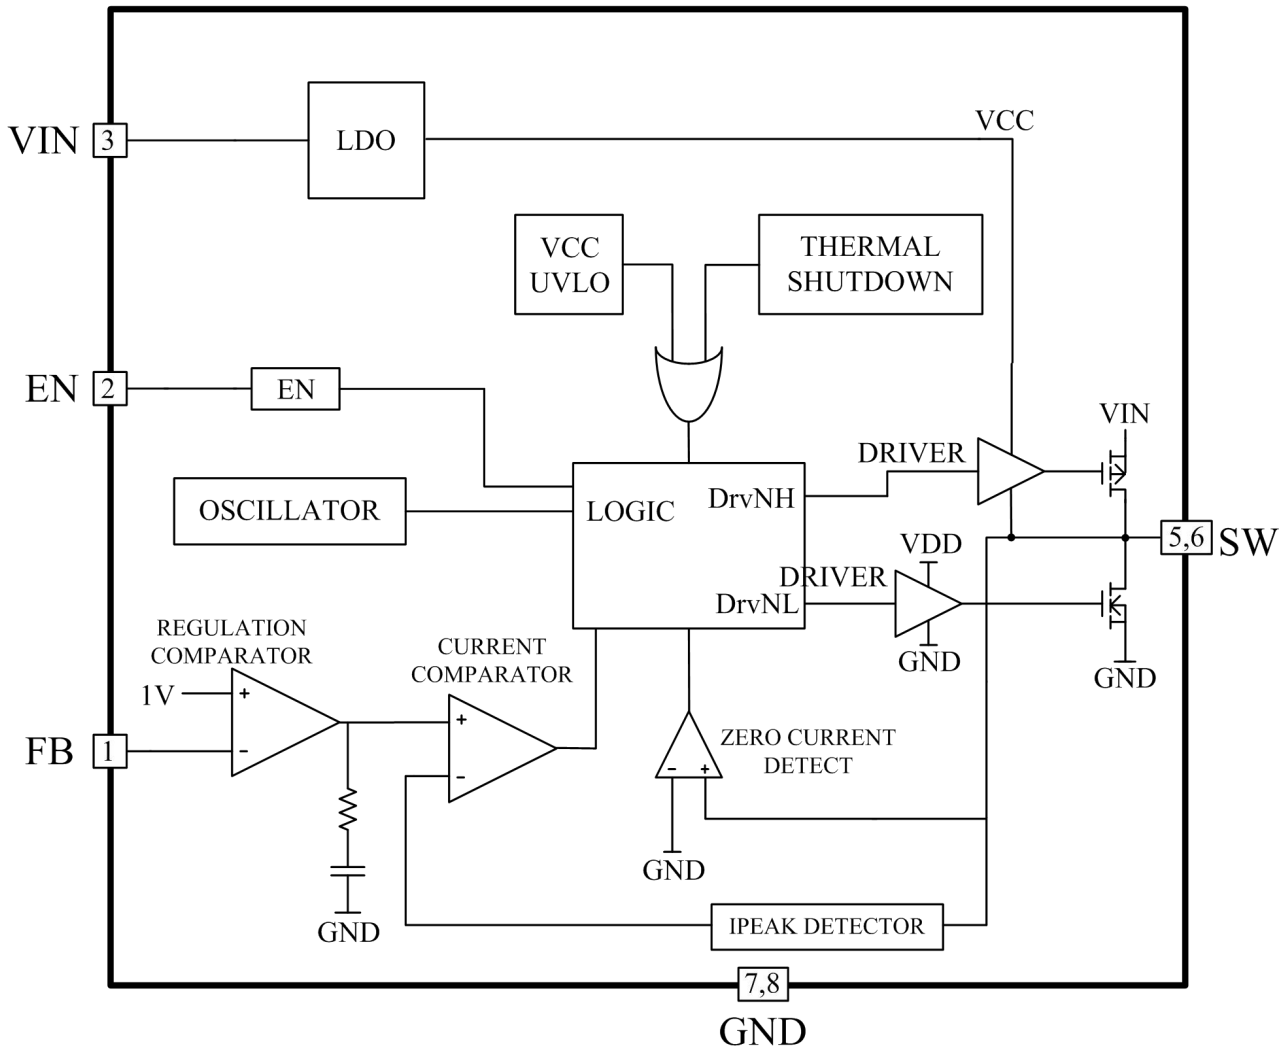 VCC
VIN 3
LDO
VCC
UVLO
THERMAL
SHUTDOWN
EN 2
EN
VIN
DRIVER
OSCILLATOR
LOGIC
DrvNH
5,6 SW
VDD
DRIVER
DrvNL
GND
GND
REGULATION
COMPARATOR
CURRENT
COMPARATOR
1V
+
-
FB 1
+
-
ZERO CURRENT
DETECT
- +
GND
GND
IPEAK DETECTOR
7,8
GND